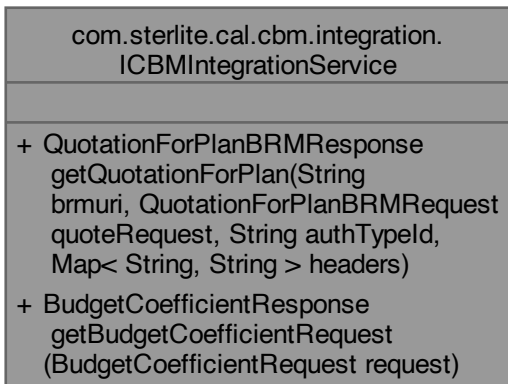 com.sterlite.cal.cbm.integration.
ICBMIntegrationService
+ QuotationForPlanBRMResponse
getQuotationForPlan(String
brmuri, QuotationForPlanBRMRequest
quoteRequest, String authTypeId,
Map< String, String > headers)
+ BudgetCoefficientResponse
getBudgetCoefficientRequest
(BudgetCoefficientRequest request)